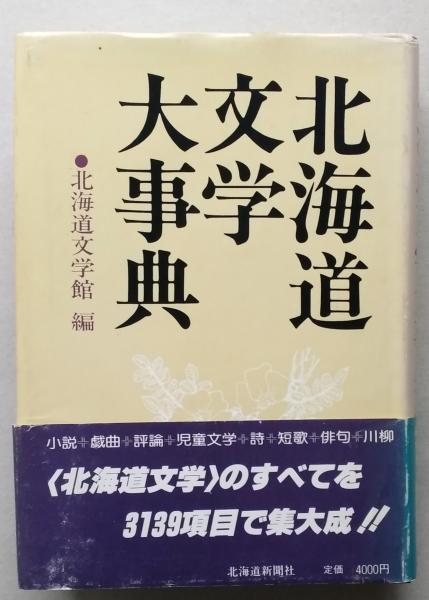 北海道
文学
大事典
●北海道文学館 編
小説+戯曲+評論+児童文学+詩+短歌+俳句+川柳
〈北海道文学〉のすべてを
3139項目で集大成!!
北海道新聞社 定価 4000円